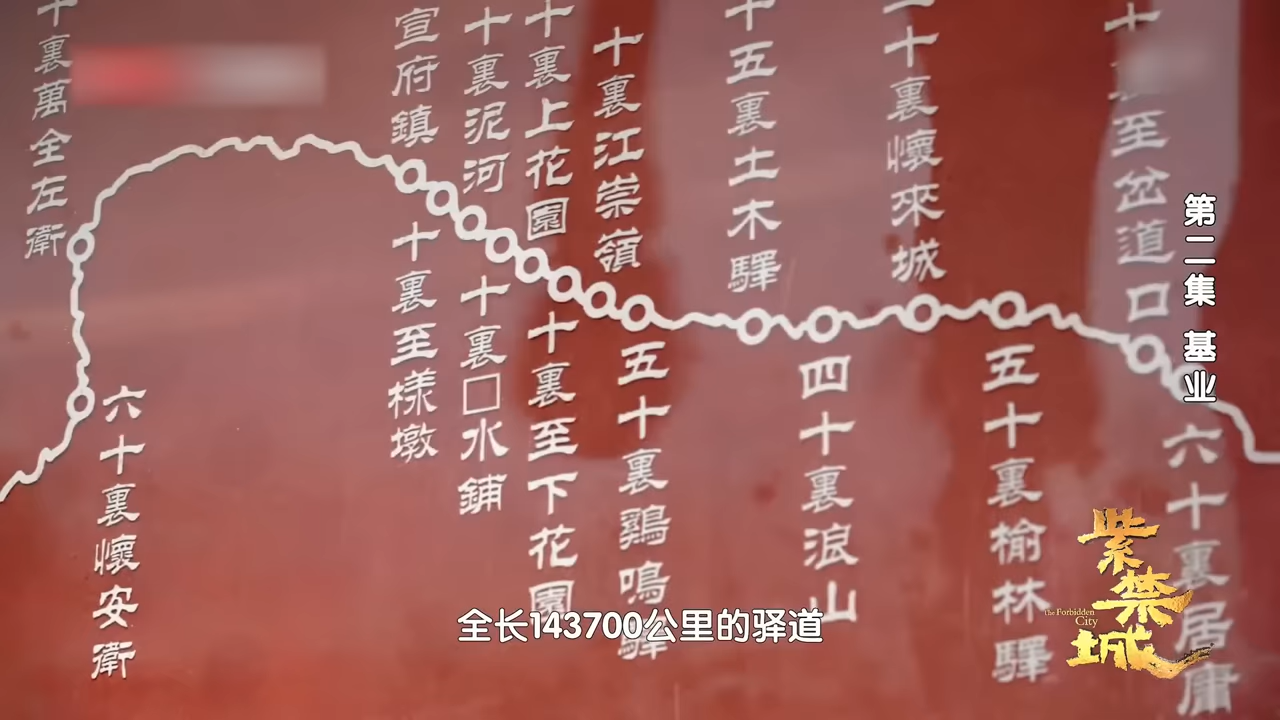 十裏萬全左衛
六十裏懷安衛
宣府鎮
十裏至樣墩
十裏泥河
十裏□水鋪
十裏上花園
十裏至下花園
十裏江崇嶺
五十裏鷄鳴驛
十五裏土木驛
四十裏浪山
十裏懷來城
五十裏榆林驛
至岔道口
六十裏居庸
第二集 基业
全长143700公里的驿道
紫禁城
The Forbidden
City